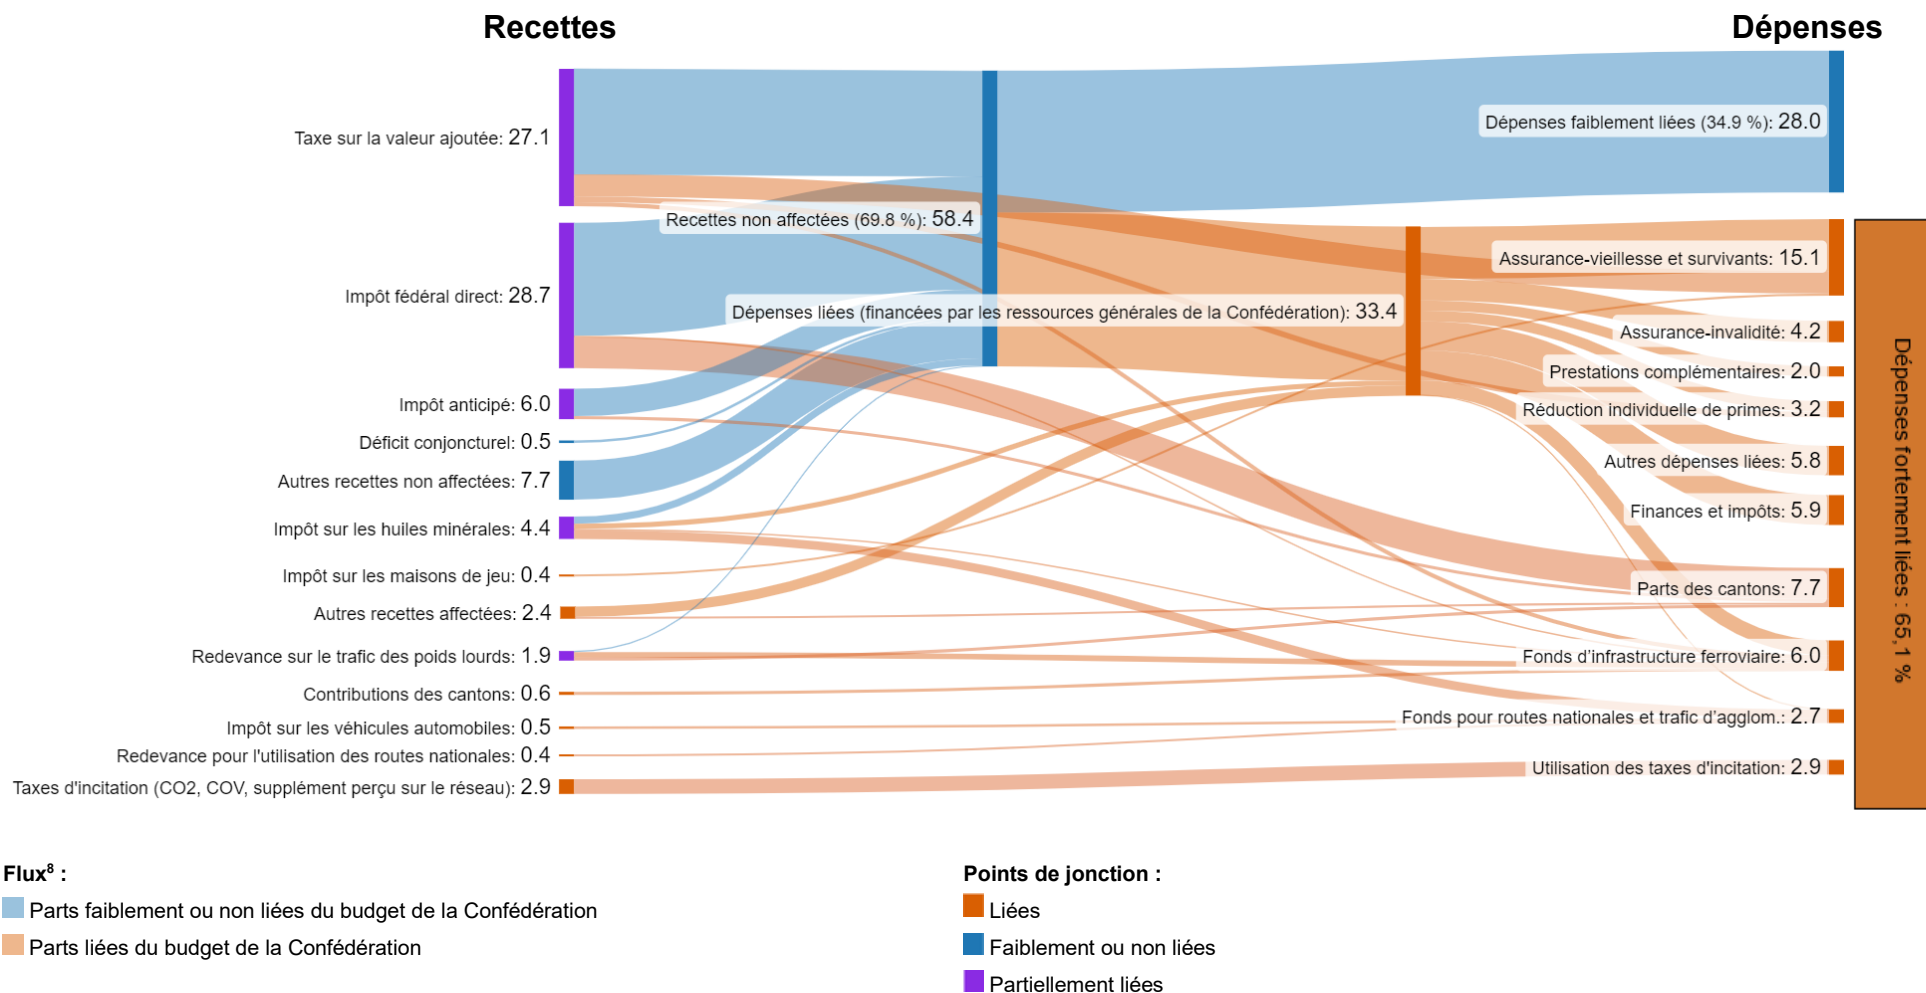 Recettes
Dépenses
Taxe sur la valeur ajoutée: 27.1
Dépenses faiblement liées (34.9 %): 28.0
Recettes non affectées (69.8 %): 58.4
Assurance-vieillesse et survivants: 15.1
Impôt fédéral direct: 28.7
Dépenses liées (financées par les ressources générales de la Confédération): 33.4
Assurance-invalidité: 4.2
Prestations complémentaires: 2.0
Impôt anticipé: 6.0
Réduction individuelle de primes: 3.2
Déficit conjoncturel: 0.5
Autres dépenses liées: 5.8
Autres recettes non affectées: 7.7
Finances et impôts: 5.9
Impôt sur les huiles minérales: 4.4
Impôt sur les maisons de jeu: 0.4
Parts des cantons: 7.7
Autres recettes affectées: 2.4
Redevance sur le trafic des poids lourds: 1.9
Fonds d'infrastructure ferroviaire: 6.0
Contributions des cantons: 0.6
Fonds pour routes nationales et trafic d'agglom.: 2.7
Impôt sur les véhicules automobiles: 0.5
Redevance pour l'utilisation des routes nationales: 0.4
Utilisation des taxes d'incitation: 2.9
Taxes d'incitation (CO2, COV, supplément perçu sur le réseau): 2.9
Dépenses fortement liées : 65,1 %
Flux⁸ :
Parts faiblement ou non liées du budget de la Confédération
Parts liées du budget de la Confédération
Points de jonction :
Liées
Faiblement ou non liées
Partiellement liées